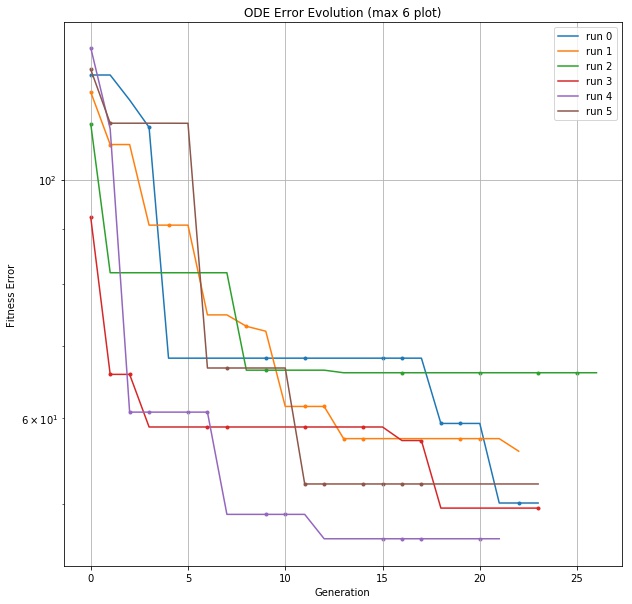 ODE Error Evolution (max 6 plot)
run 0
run 1
run 2
run 3
run 4
run 5
10²
6 × 10¹
Fitness Error
0 5 10 15 20 25
Generation